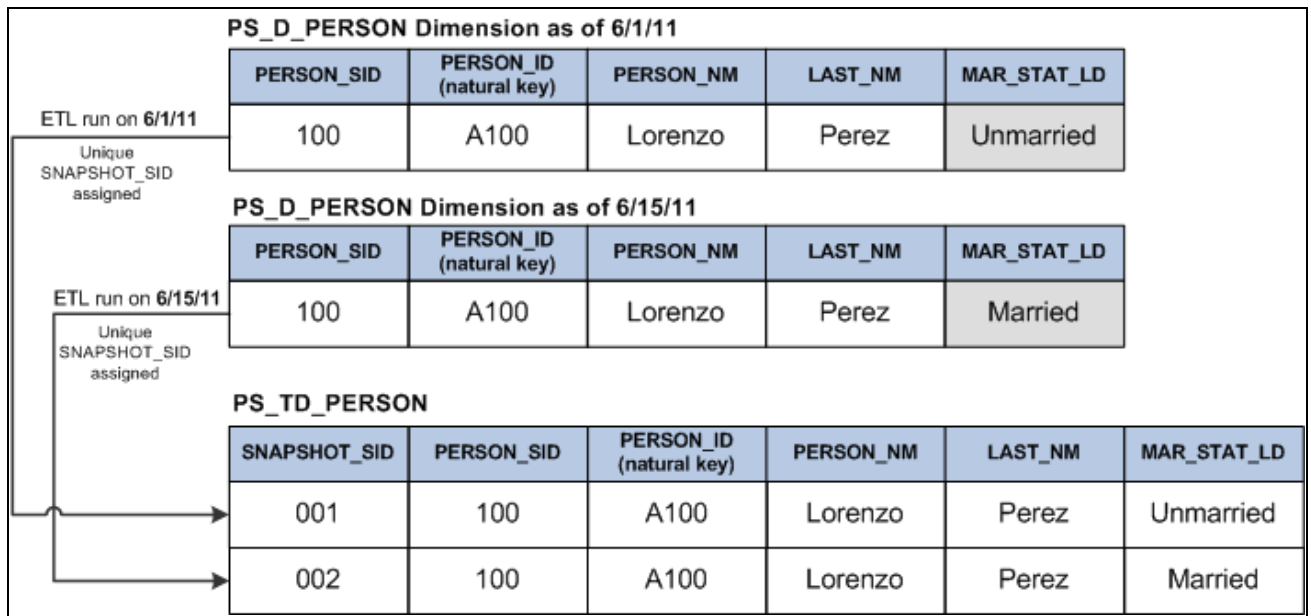 PS_D_PERSON Dimension as of 6/1/11
PERSON_SID PERSON_ID (natural key) PERSON_NM LAST_NM MAR_STAT_LD
ETL run on 6/1/11
100 A100 Lorenzo Perez Unmarried
Unique
SNAPSHOT_SID
assigned
PS_D_PERSON Dimension as of 6/15/11
PERSON_SID PERSON_ID (natural key) PERSON_NM LAST_NM MAR_STAT_LD
ETL run on 6/15/11
100 A100 Lorenzo Perez Married
Unique
SNAPSHOT_SID
assigned
PS_TD_PERSON
SNAPSHOT_SID PERSON_SID PERSON_ID (natural key) PERSON_NM LAST_NM MAR_STAT_LD
001 100 A100 Lorenzo Perez Unmarried
002 100 A100 Lorenzo Perez Married